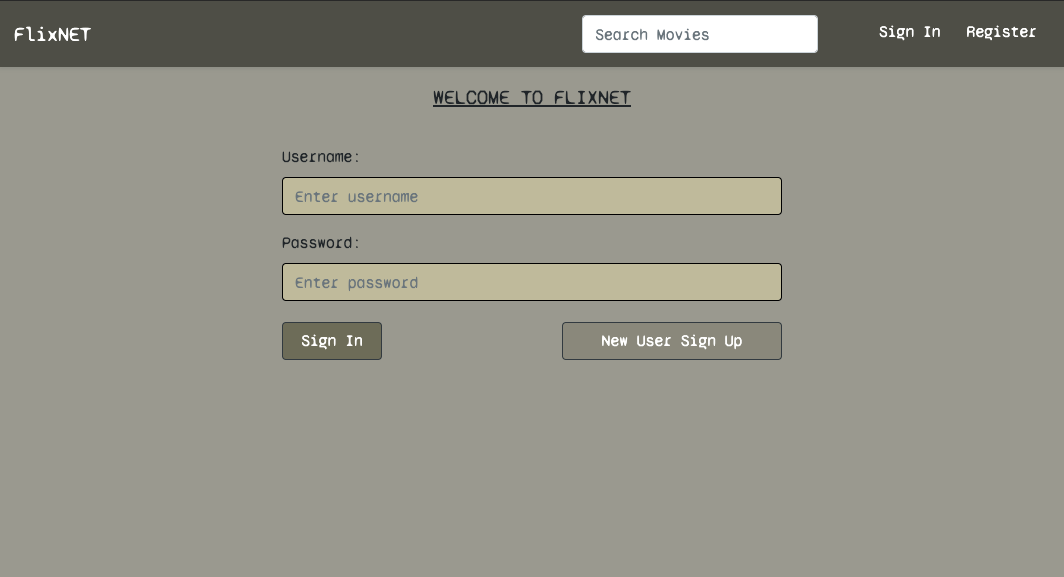 FlixNET
Search Movies
Sign In
Register
WELCOME TO FLIXNET
Username:
Enter username
Password:
Enter password
Sign In
New User Sign Up